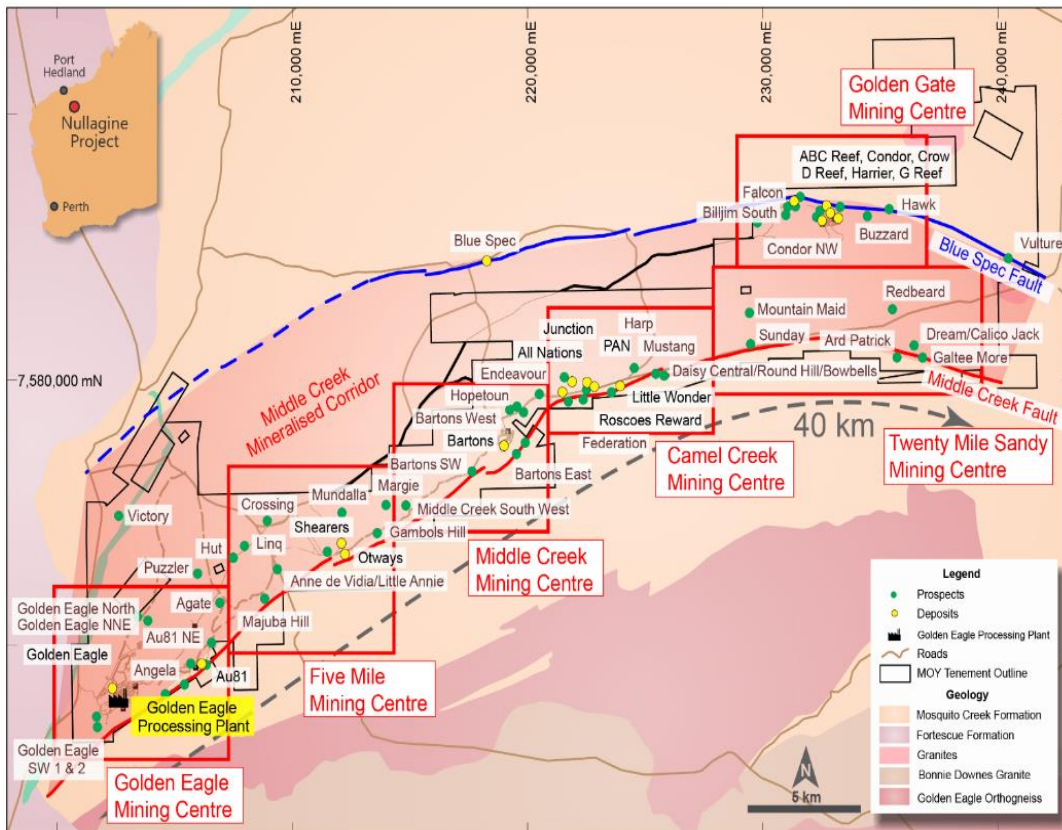 210,000 mE
220,000 mE
230,000 mE
240,000 mE
Port
Hedland
Nullagine
Project
Perth
Golden Gate
Mining Centre
ABC Reef, Condor, Crow
D Reef, Harrier, G Reef
Falcon
Hawk
Billjim South
Buzzard
Condor NW
Blue Spec
Vulture
Blue Spec Fault
Mountain Maid
Redbeard
Junction
Harp
PAN
Mustang
Sunday
Ard Patrick
Dream/Calico Jack
All Nations
Galtee More
7,580,000 mN
Middle Creek
Mineralised Corridor
Endeavour
Daisy Central/Round Hill/Bowbells
Middle Creek Fault
Hopetoun
Little Wonder
Bartons West
Roscoes Reward
40 km
Bartons
Federation
Twenty Mile Sandy
Mining Centre
Camel Creek
Mining Centre
Bartons SW
Bartons East
Mundalla
Margie
Crossing
Middle Creek South West
Victory
Shearers
Gambols Hill
Hut
Linq
Otways
Middle Creek
Mining Centre
Puzzler
Anne de Vidia/Little Annie
Agate
Golden Eagle North
Golden Eagle NNE
Majuba Hill
Au81 NE
Golden Eagle
Angela
Au81
Five Mile
Mining Centre
Golden Eagle
Processing Plant
Golden Eagle
SW 1 & 2
Golden Eagle
Mining Centre
N
5 km
Legend
Prospects
Deposits
Golden Eagle Processing Plant
Roads
MOY Tenement Outline
Geology
Mosquito Creek Formation
Fortescue Formation
Granites
Bonnie Downes Granite
Golden Eagle Orthogneiss